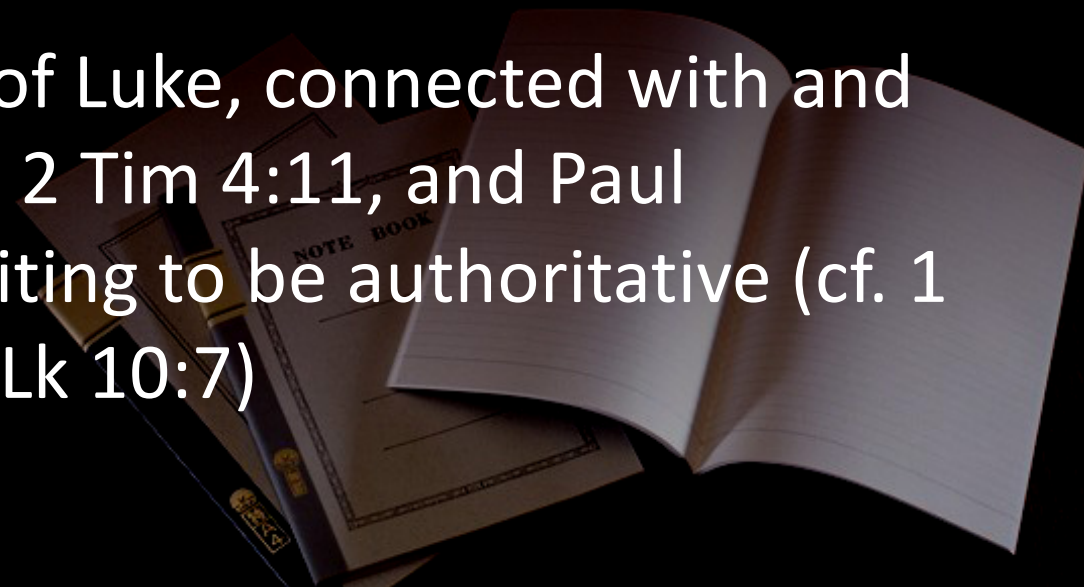 of Luke, connected with and
2 Tim 4:11, and Paul
iting to be authoritative (cf. 1
Lk 10:7)
NOTE BOOK